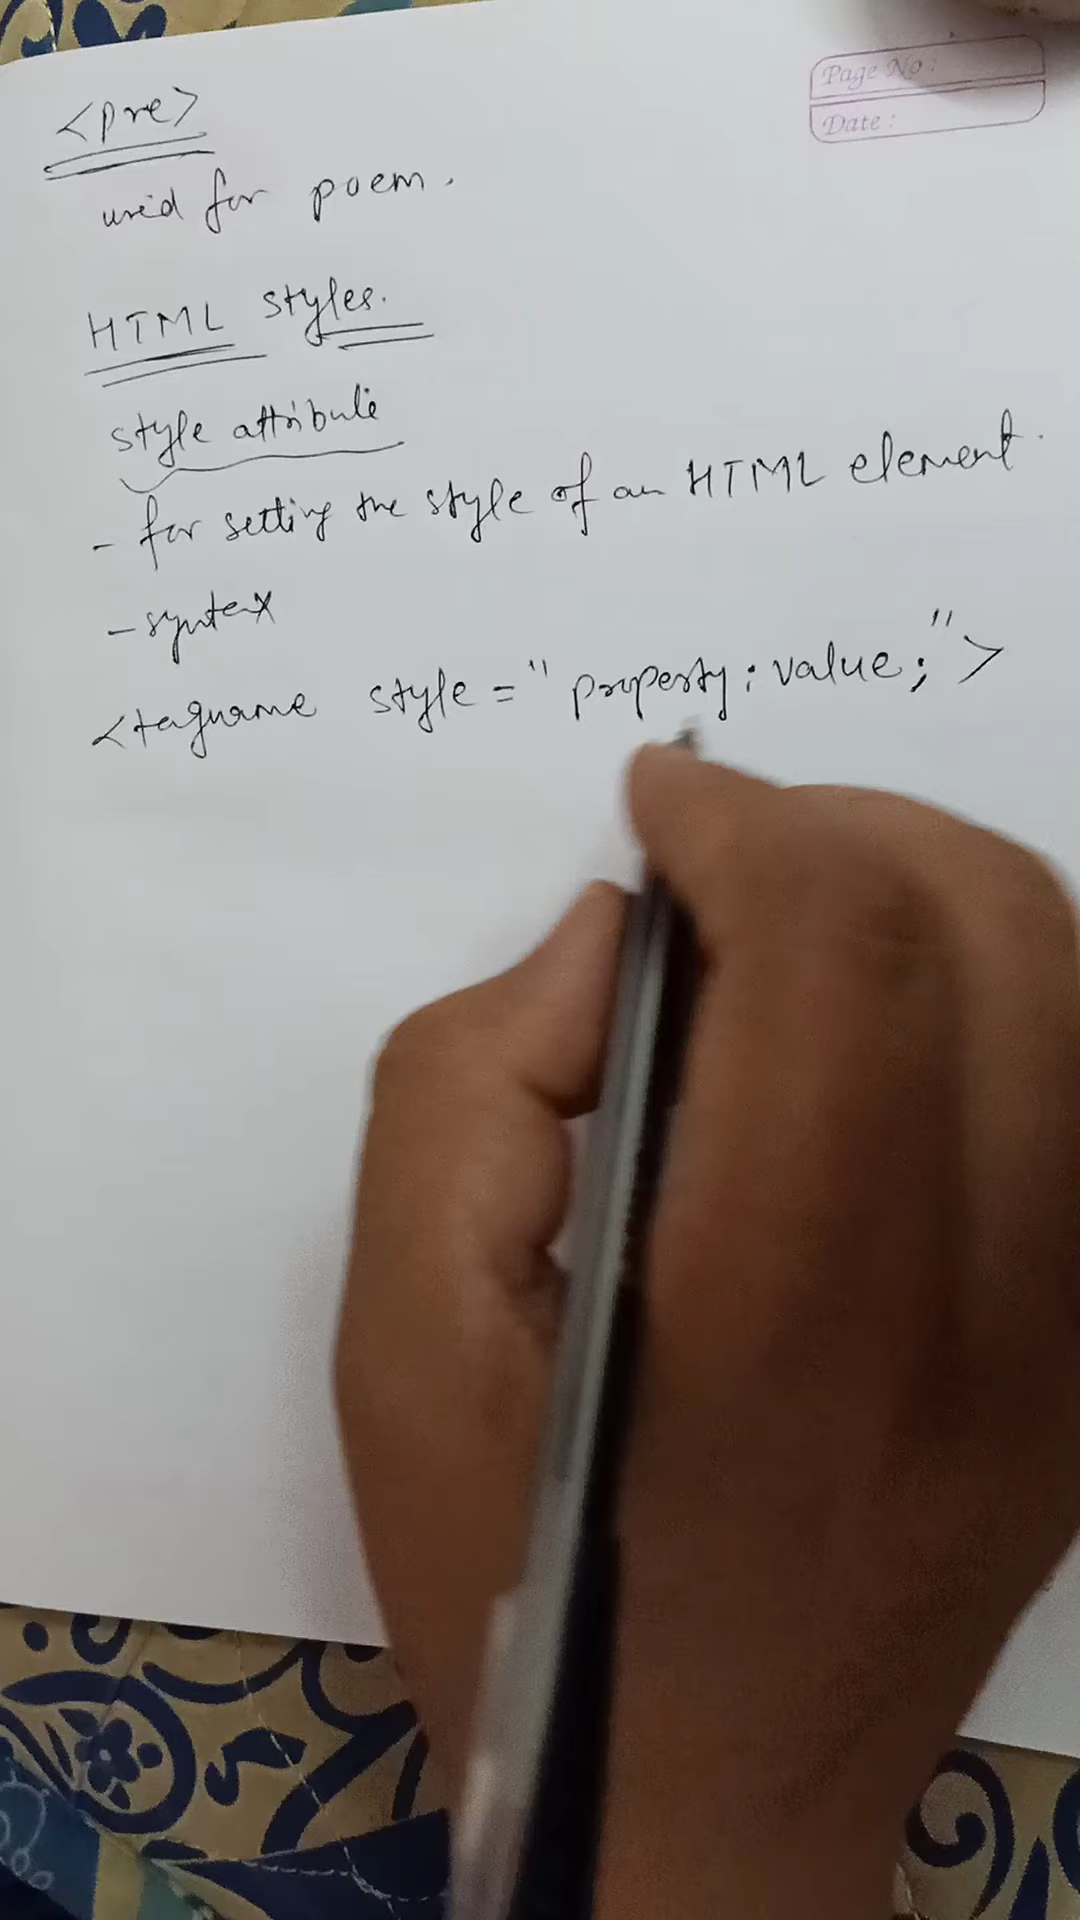 Page No :
Date :
<pre>
used for poem.
HTML styles.
style attribute
- for setting the style of an HTML element.
- syntex
<tagname style = "property : value ;">